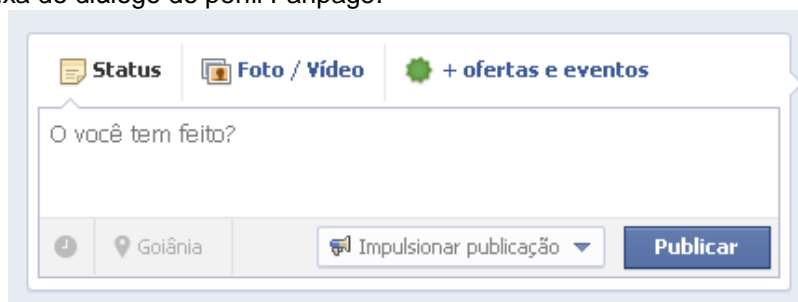 Status Foto / Vídeo + ofertas e eventos
O você tem feito?
Goiânia Impulsionar publicação Publicar